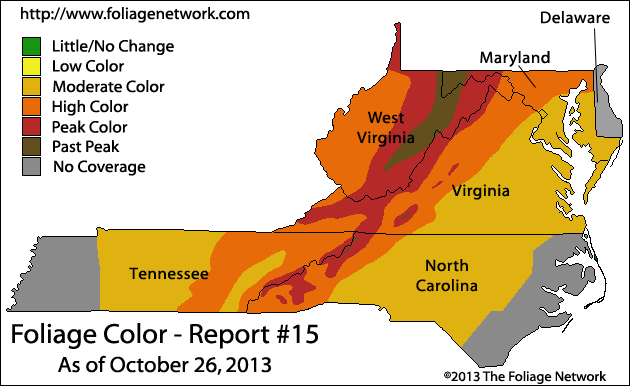 http://www.foliagenetwork.com
Delaware
Little/No Change
Low Color
Moderate Color
High Color
Peak Color
Past Peak
No Coverage
Maryland
West
Virginia
Virginia
Tennessee
North
Carolina
Foliage Color - Report #15
As of October 26, 2013
©2013 The Foliage Network